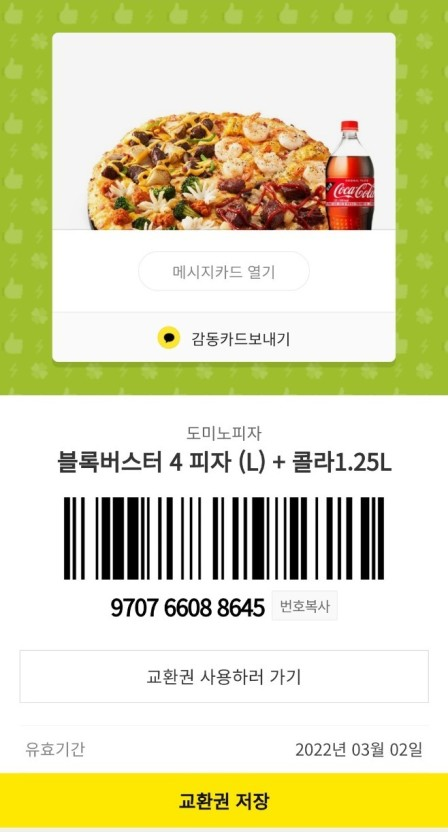 Coca-Cola
메시지카드 열기
감동카드보내기
도미노피자
블록버스터 4 피자 (L) + 콜라1.25L
9707 6608 8645 번호복사
교환권 사용하러 가기
유효기간 2022년 03월 02일
교환권 저장